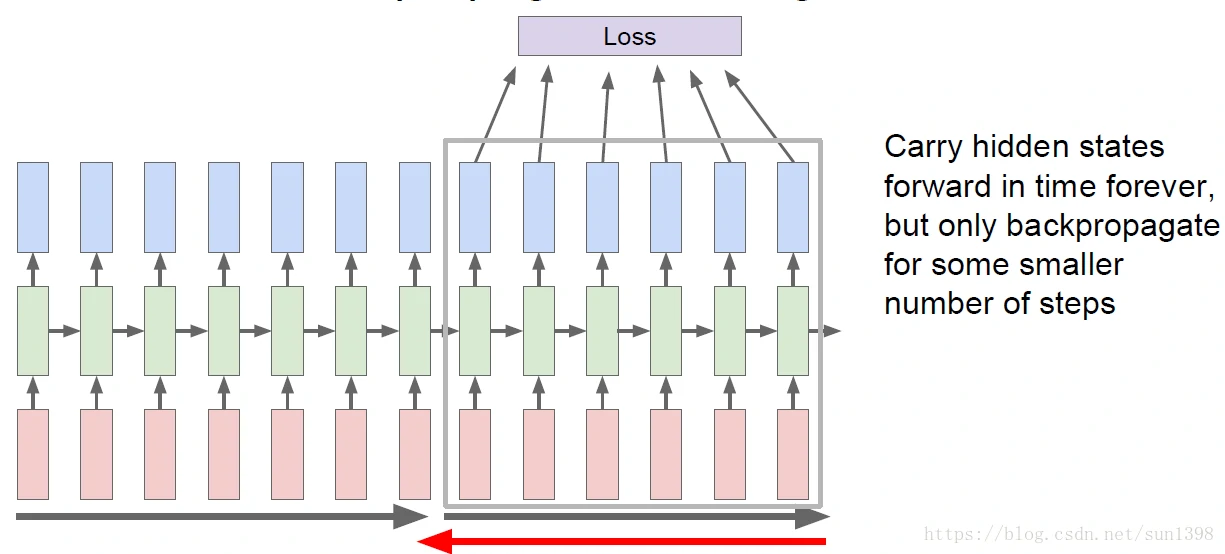 Loss
Carry hidden states
forward in time forever,
but only backpropagate
for some smaller
number of steps
https://blog.csdn.net/sun1398